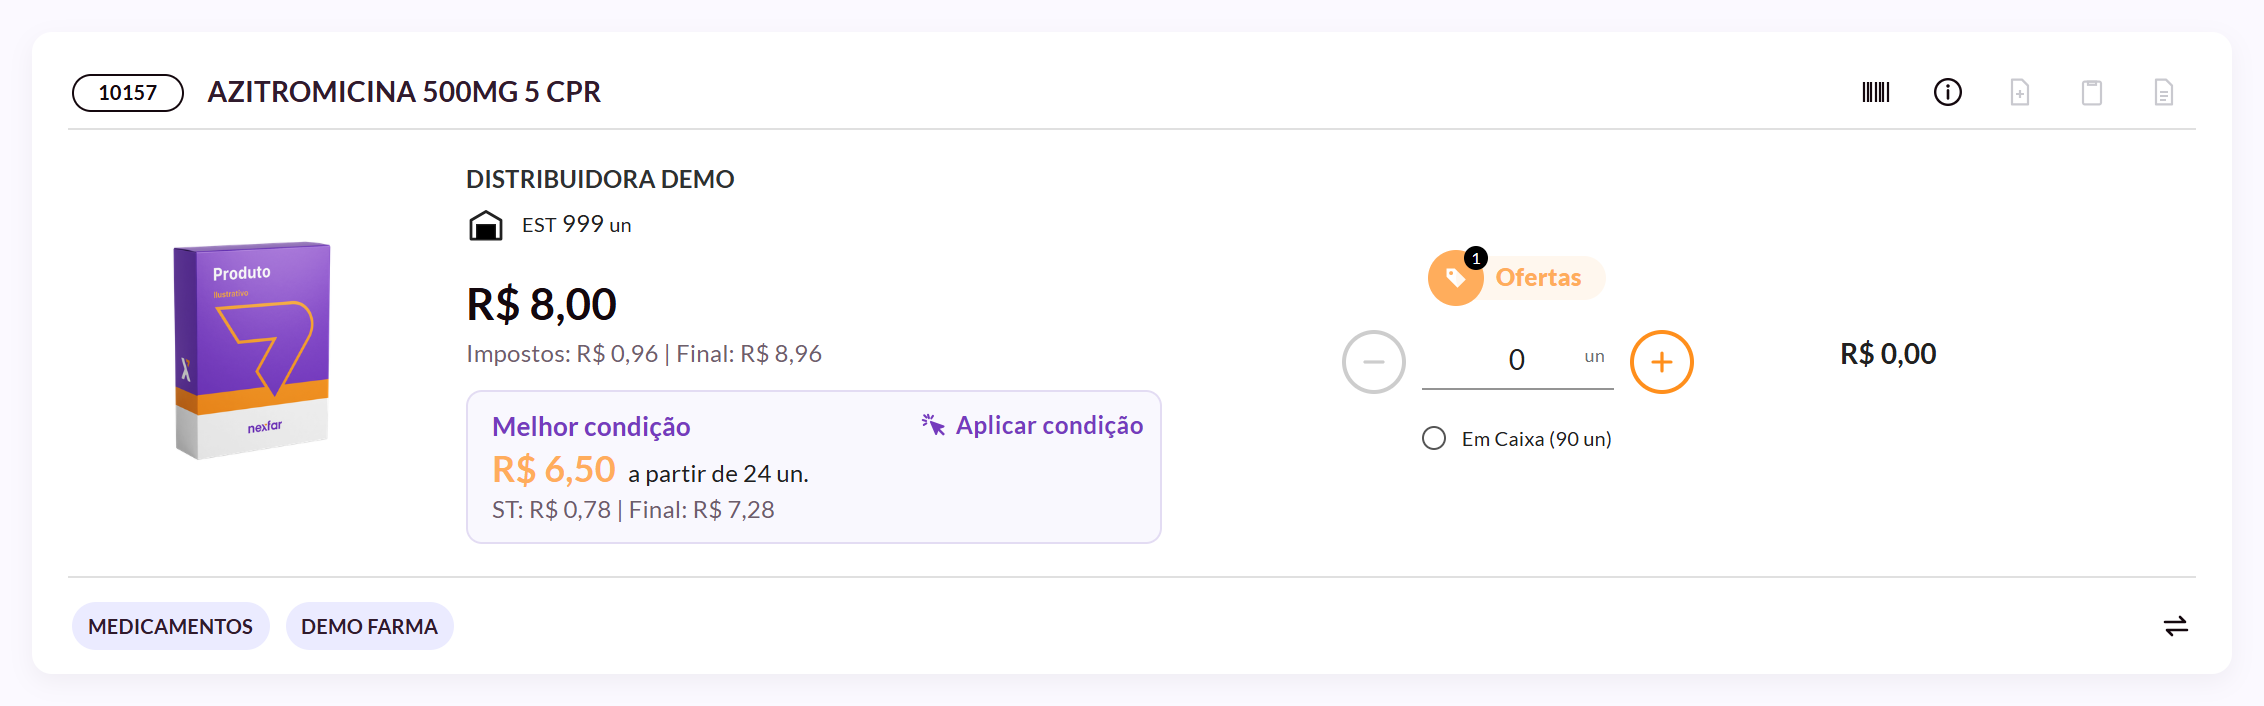 10157
AZITROMICINA 500MG 5 CPR
Produto
Ilustrativo
nexfar
DISTRIBUIDORA DEMO
EST 999 un
R$ 8,00
Impostos: R$ 0,96 | Final: R$ 8,96
Melhor condição
Aplicar condição
R$ 6,50 a partir de 24 un.
ST: R$ 0,78 | Final: R$ 7,28
1
Ofertas
0 un
Em Caixa (90 un)
R$ 0,00
MEDICAMENTOS
DEMO FARMA